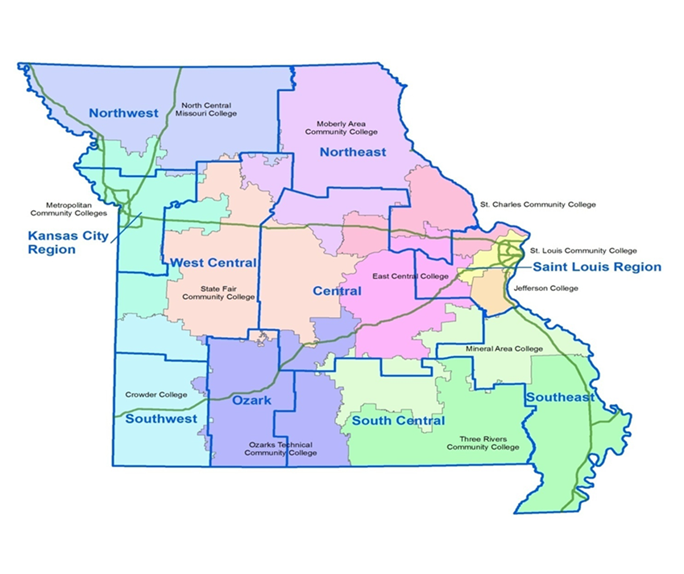 Northwest
North Central
Missouri College
Moberly Area
Community College
Northeast
Metropolitan
Community Colleges
Kansas City
Region
St. Charles Community College
St. Louis Community College
Saint Louis Region
West Central
State Fair
Community College
Central
East Central College
Jefferson College
Mineral Area College
Crowder College
Southwest
Ozark
Ozarks Technical
Community College
South Central
Three Rivers
Community College
Southeast